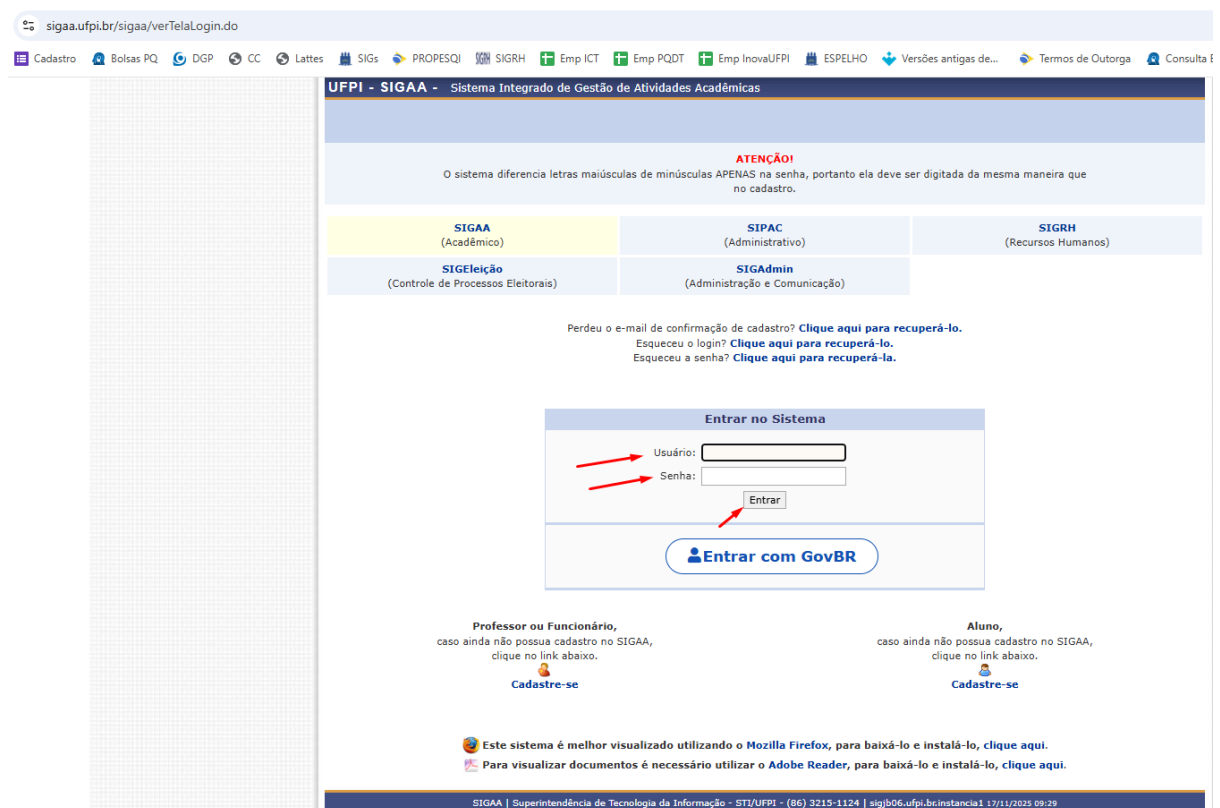 sigaa.ufpi.br/sigaa/verTelaLogin.do
Cadastro Bolsas PQ DGP CC Lattes SIGs PROPESQI SIGRH Emp ICT Emp PQDT Emp InovaUFPI ESPELHO Versões antigas de... Termos de Outorga Consulta
UFPI - SIGAA - Sistema Integrado de Gestão de Atividades Acadêmicas
ATENÇÃO!
O sistema diferencia letras maiúsculas de minúsculas APENAS na senha, portanto ela deve ser digitada da mesma maneira que
no cadastro.
SIGAA SIPAC SIGRH
(Acadêmico) (Administrativo) (Recursos Humanos)
SIGEleição SIGAdmin
(Controle de Processos Eleitorais) (Administração e Comunicação)
Perdeu o e-mail de confirmação de cadastro? Clique aqui para recuperá-lo.
Esqueceu o login? Clique aqui para recuperá-lo.
Esqueceu a senha? Clique aqui para recuperá-la.
Entrar no Sistema
Usuário:
Senha:
Entrar
Entrar com GovBR
Professor ou Funcionário,
caso ainda não possua cadastro no SIGAA,
clique no link abaixo.
Cadastre-se
Aluno,
caso ainda não possua cadastro no SIGAA,
clique no link abaixo.
Cadastre-se
Este sistema é melhor visualizado utilizando o Mozilla Firefox, para baixá-lo e instalá-lo, clique aqui.
Para visualizar documentos é necessário utilizar o Adobe Reader, para baixá-lo e instalá-lo, clique aqui.
SIGAA | Superintendência de Tecnologia da Informação - STI/UFPI - (86) 3215-1124 | sigjb06.ufpi.br.instancia1 17/11/2025 09:29